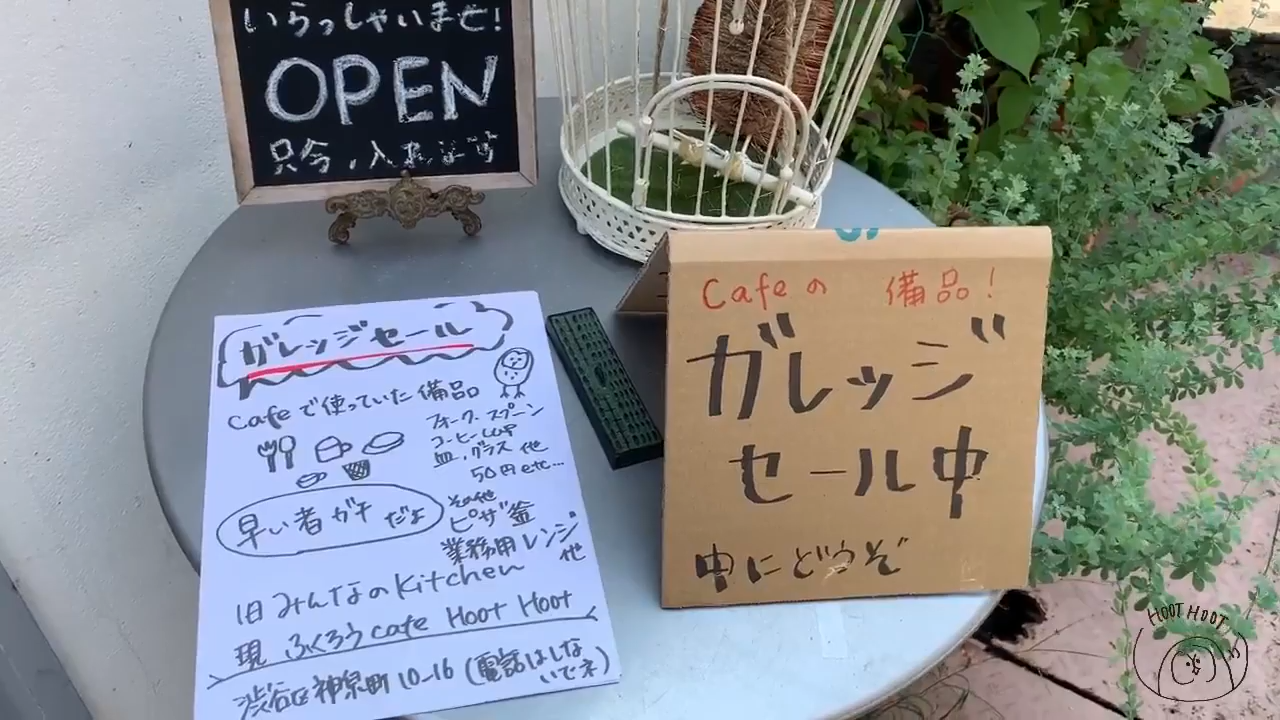 いらっしゃいませ!
OPEN
只今、入れます
ガレッジセール
Cafeで使っていた備品
フォーク、スプーン
コーヒーCUP
皿、グラス 他
50円 etc...
早い者ガチだよ
その他
ピザ釜
業務用レンジ
他
旧 みんなのKitchen
現 ふくろうcafe Hoot Hoot
渋谷区神泉町10-16 (電話はしな
いでネ)
Cafeの 備品!
ガレッジ
セール中
中にどうぞ
HOOT HOOT